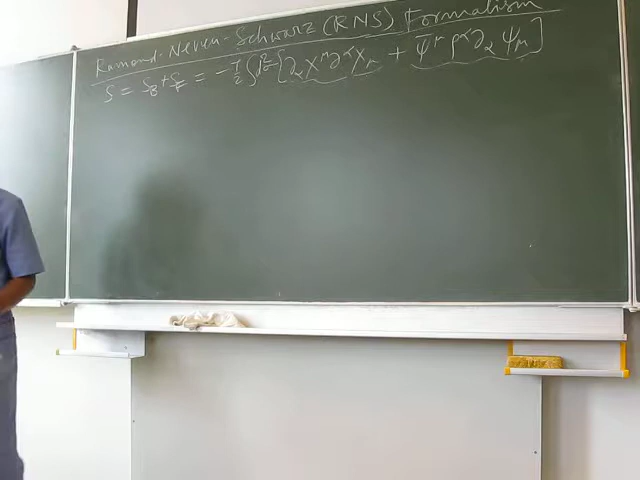 Ramond-Neveu-Schwarz (RNS) Formalism
S = S_B + S_F = -T/2 ∫d²σ [∂_α X^μ ∂^α X_μ + ψ̄^μ ρ^α ∂_α ψ_μ]